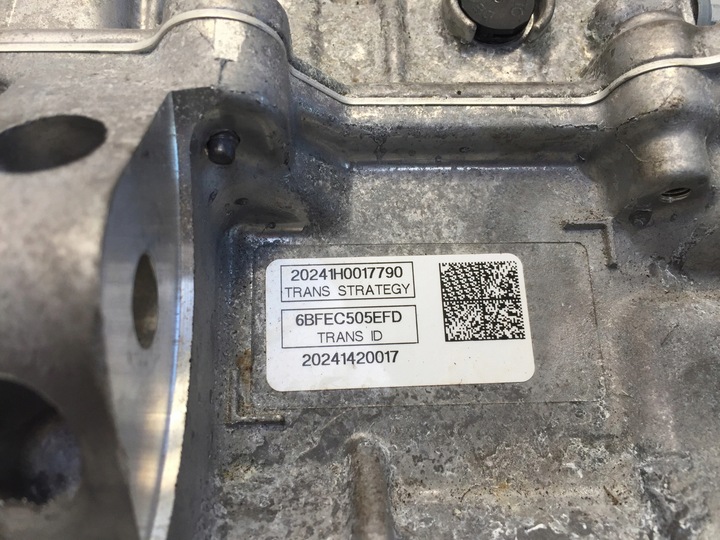 20241H0017790
TRANS STRATEGY
6BFEC505EFD
TRANS ID
20241420017